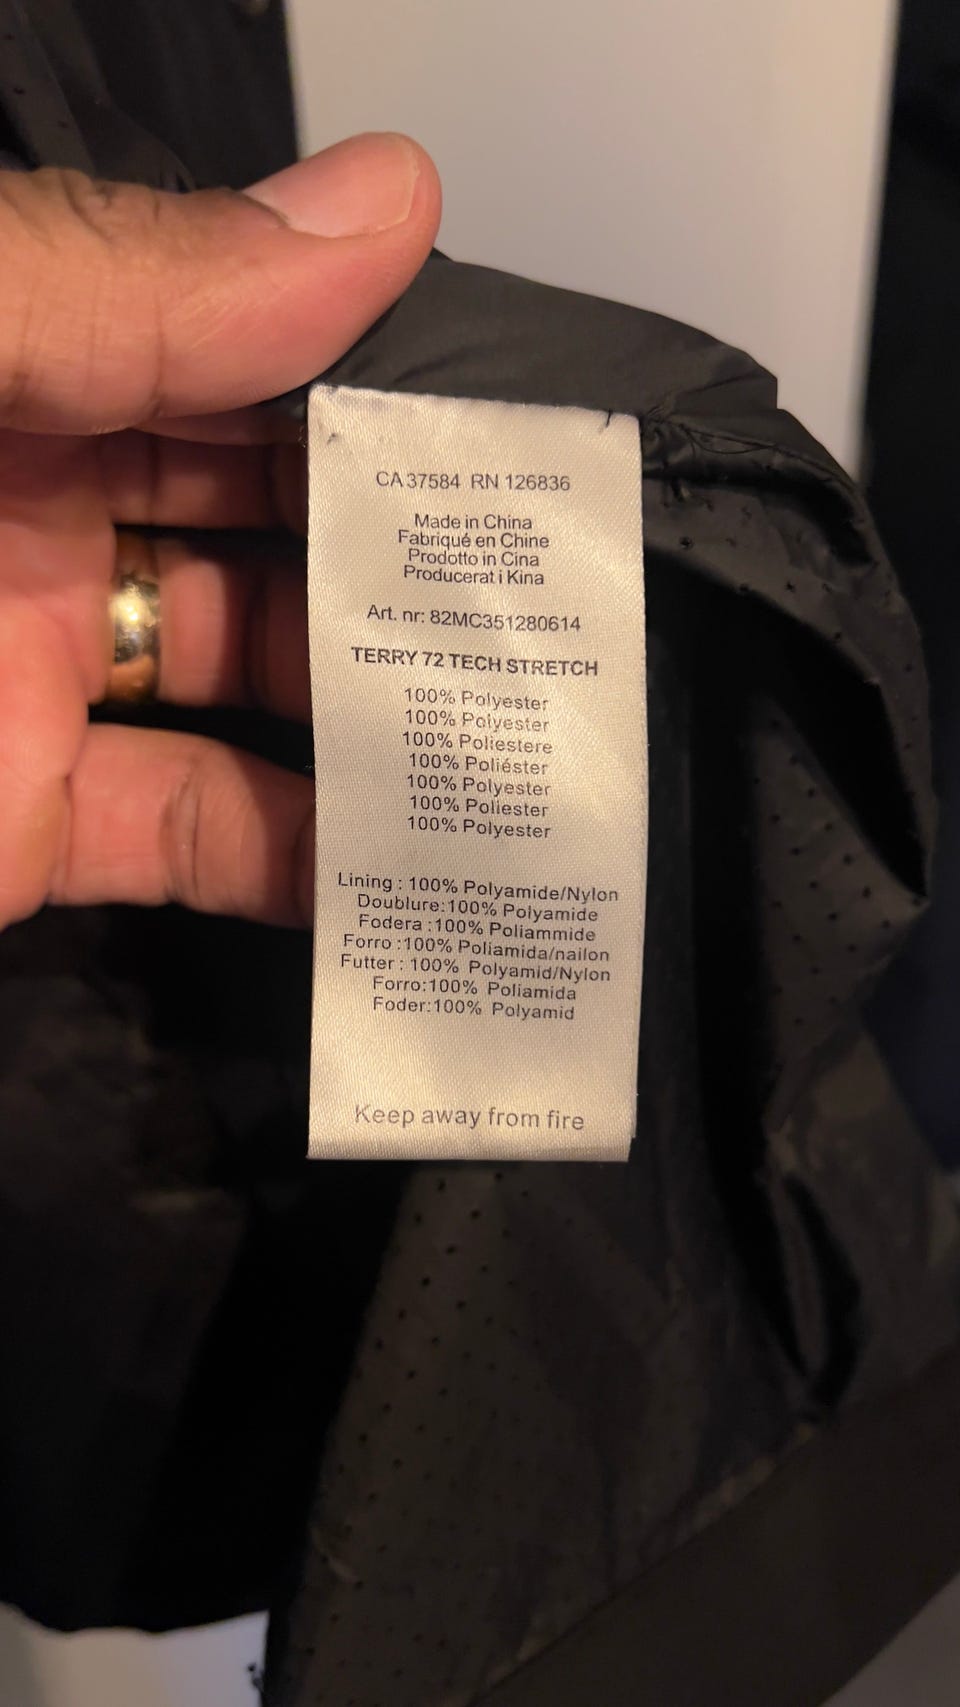 CA 37584 RN 126836
Made in China
Fabriqué en Chine
Prodotto in Cina
Producerat i Kina
Art. nr: 82MC351280614
TERRY 72 TECH STRETCH
100% Polyester
100% Polyester
100% Poliestere
100% Poliéster
100% Polyester
100% Poliester
100% Polyester
Lining : 100% Polyamide/Nylon
Doublure:100% Polyamide
Fodera :100% Poliammide
Forro :100% Poliamida/nailon
Futter : 100% Polyamid/Nylon
Forro:100% Poliamida
Foder:100% Polyamid
Keep away from fire